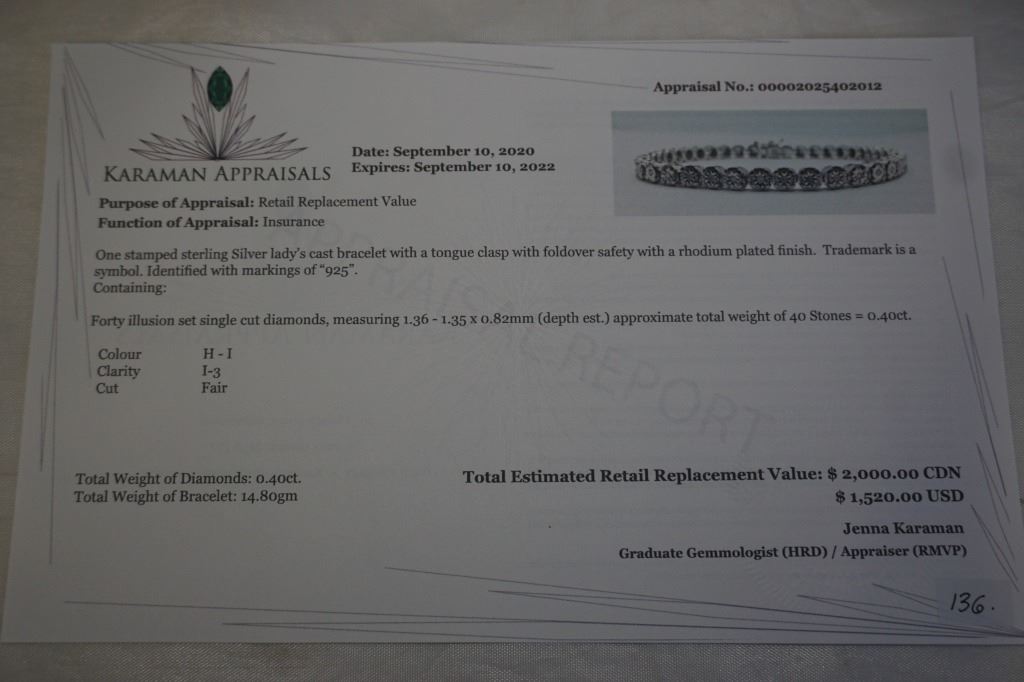 Appraisal No.: 00002025402012
KARAMAN APPRAISALS
Date: September 10, 2020
Expires: September 10, 2022
Purpose of Appraisal: Retail Replacement Value
Function of Appraisal: Insurance
One stamped sterling Silver lady's cast bracelet with a tongue clasp with foldover safety with a rhodium plated finish. Trademark is a
symbol. Identified with markings of "925".
Containing:
Forty illusion set single cut diamonds, measuring 1.36 - 1.35 x 0.82mm (depth est.) approximate total weight of 40 Stones = 0.40ct.
Colour H - I
Clarity I-3
Cut Fair
APPRAISAL REPORT
Total Weight of Diamonds: 0.40ct.
Total Weight of Bracelet: 14.80gm
Total Estimated Retail Replacement Value: $ 2,000.00 CDN
$ 1,520.00 USD
Jenna Karaman
Graduate Gemmologist (HRD) / Appraiser (RMVP)
136.